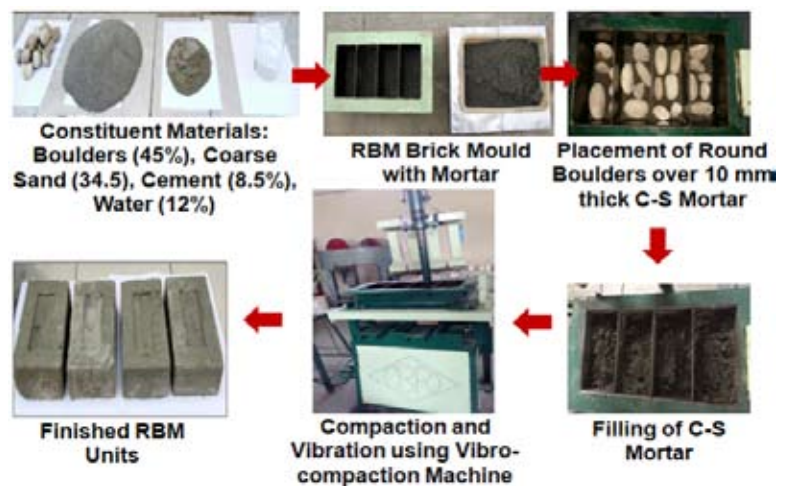 Constituent Materials:
Boulders (45%), Coarse
Sand (34.5), Cement (8.5%),
Water (12%)
RBM Brick Mould
with Mortar
Placement of Round
Boulders over 10 mm
thick C-S Mortar
Filling of C-S
Mortar
Compaction and
Vibration using Vibro-
compaction Machine
Finished RBM
Units